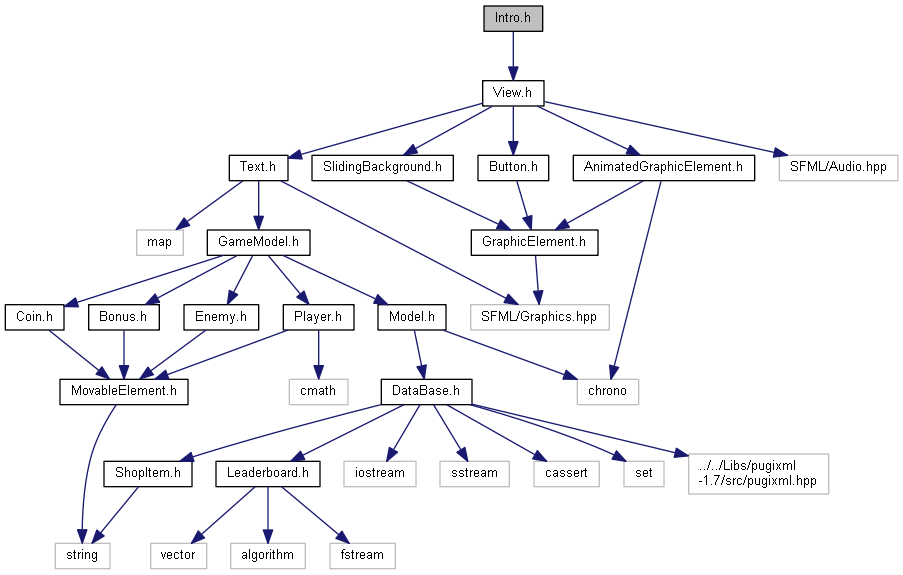 Intro.h
View.h
Text.h
SlidingBackground.h
Button.h
AnimatedGraphicElement.h
SFML/Audio.hpp
map
GameModel.h
GraphicElement.h
Coin.h
Bonus.h
Enemy.h
Player.h
Model.h
SFML/Graphics.hpp
MovableElement.h
cmath
DataBase.h
chrono
ShopItem.h
Leaderboard.h
iostream
sstream
cassert
set
../../Libs/pugixml
-1.7/src/pugixml.hpp
string
vector
algorithm
fstream